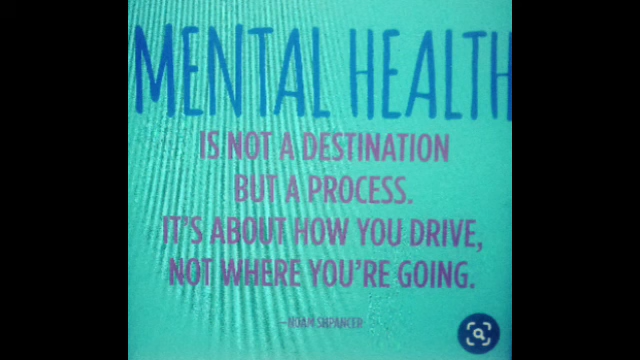 MENTAL HEALTH
IS NOT A DESTINATION
BUT A PROCESS.
IT'S ABOUT HOW YOU DRIVE,
NOT WHERE YOU'RE GOING.
—NOAM SHPANCER